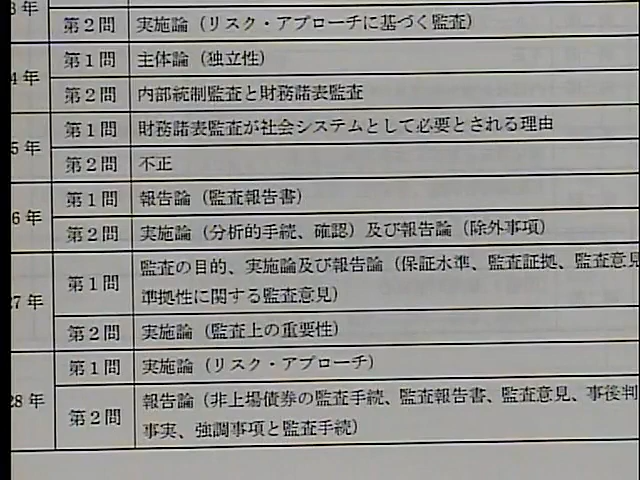 3年
第2問 実施論(リスク・アプローチに基づく監査)
4年
第1問 主体論(独立性)
第2問 内部統制監査と財務諸表監査
5年
第1問 財務諸表監査が社会システムとして必要とされる理由
第2問 不正
6年
第1問 報告論(監査報告書)
第2問 実施論(分析的手続、確認)及び報告論(除外事項)
27年
第1問 監査の目的、実施論及び報告論(保証水準、監査証拠、監査意見
準拠性に関する監査意見)
第2問 実施論(監査上の重要性)
28年
第1問 実施論(リスク・アプローチ)
第2問 報告論(非上場債券の監査手続、監査報告書、監査意見、事後判
事実、強調事項と監査手続)